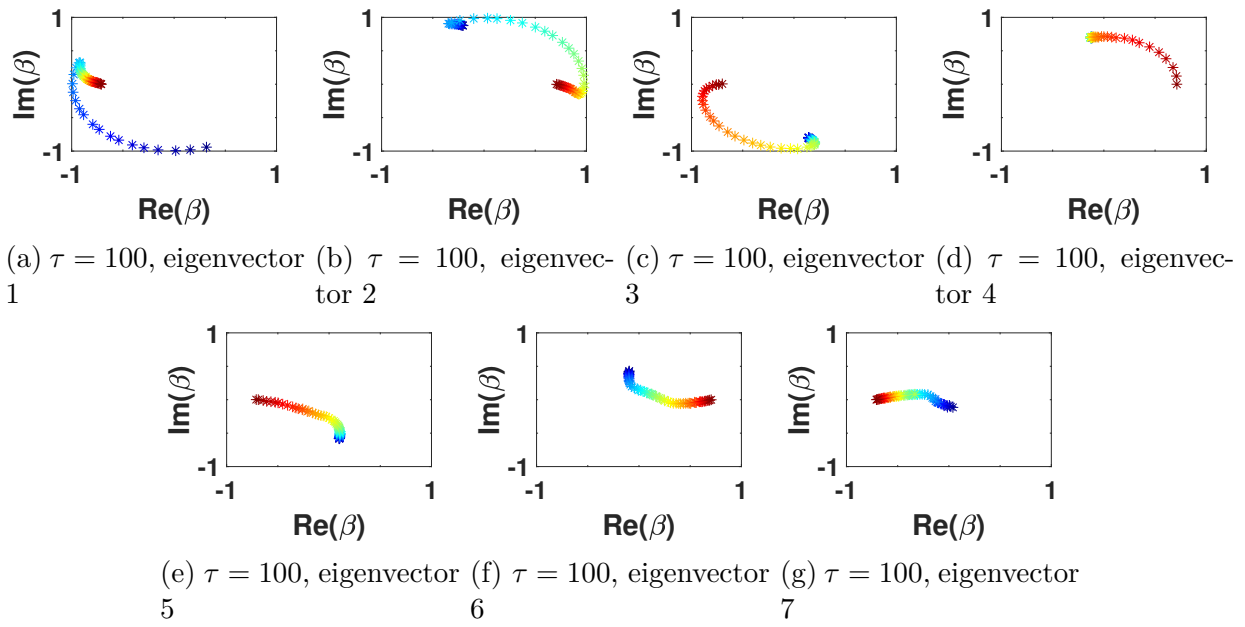 1
1
1
1
Im(β)
Im(β)
Im(β)
Im(β)
-1
-1
-1
-1
-1 1
-1 1
-1 1
-1 1
Re(β)
Re(β)
Re(β)
Re(β)
(a) τ = 100, eigenvector
1
(b) τ = 100, eigenvec-
tor 2
(c) τ = 100, eigenvector
3
(d) τ = 100, eigenvec-
tor 4
1
1
1
Im(β)
Im(β)
Im(β)
-1
-1
-1
-1 1
-1 1
-1 1
Re(β)
Re(β)
Re(β)
(e) τ = 100, eigenvector
5
(f) τ = 100, eigenvector
6
(g) τ = 100, eigenvector
7